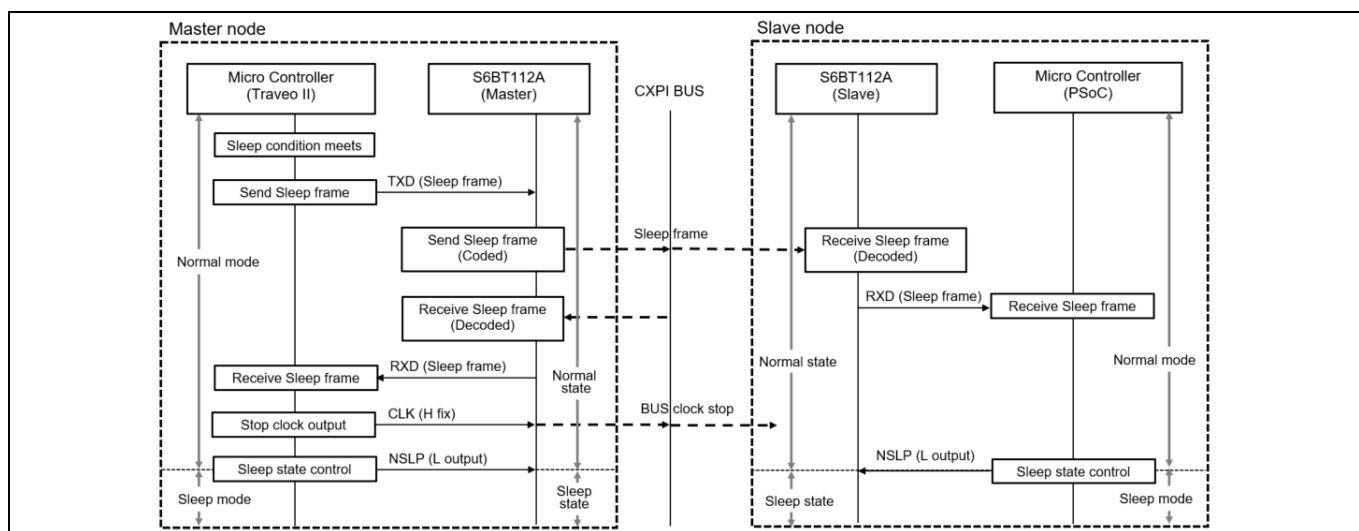 Master node
Slave node
Micro Controller
(Traveo II)
S6BT112A
(Master)
CXPI BUS
S6BT112A
(Slave)
Micro Controller
(PSoC)
Sleep condition meets
Send Sleep frame
TXD (Sleep frame)
Send Sleep frame
(Coded)
Sleep frame
Receive Sleep frame
(Decoded)
Normal mode
Receive Sleep frame
(Decoded)
RXD (Sleep frame)
Receive Sleep frame
Receive Sleep frame
RXD (Sleep frame)
Normal
state
Normal state
Normal mode
Stop clock output
CLK (H fix)
BUS clock stop
Sleep state control
NSLP (L output)
NSLP (L output)
Sleep state control
Sleep mode
Sleep
state
Sleep state
Sleep mode